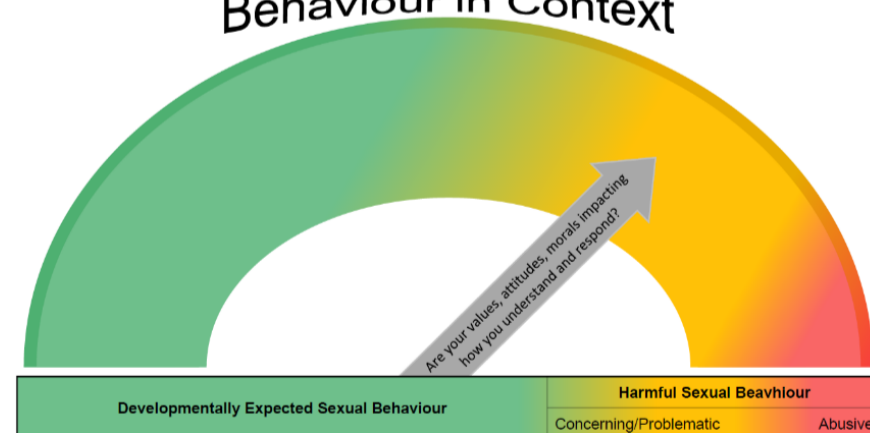 Behaviour in Context
Are your values, attitudes, morals impacting
how you understand and respond?
Developmentally Expected Sexual Behaviour
Harmful Sexual Beavhiour
Concerning/Problematic
Abusive